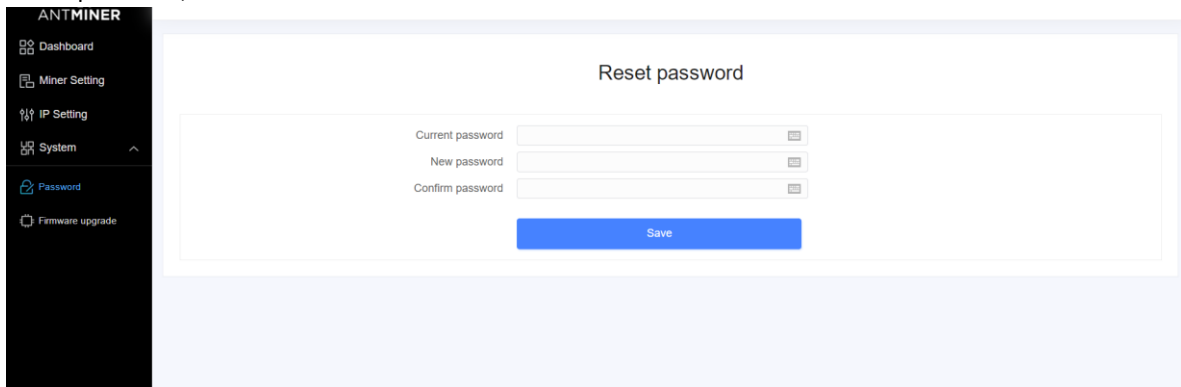 ANTMINER
Dashboard
Miner Setting
IP Setting
System
Password
Firmware upgrade
Reset password
Current password
New password
Confirm password
Save